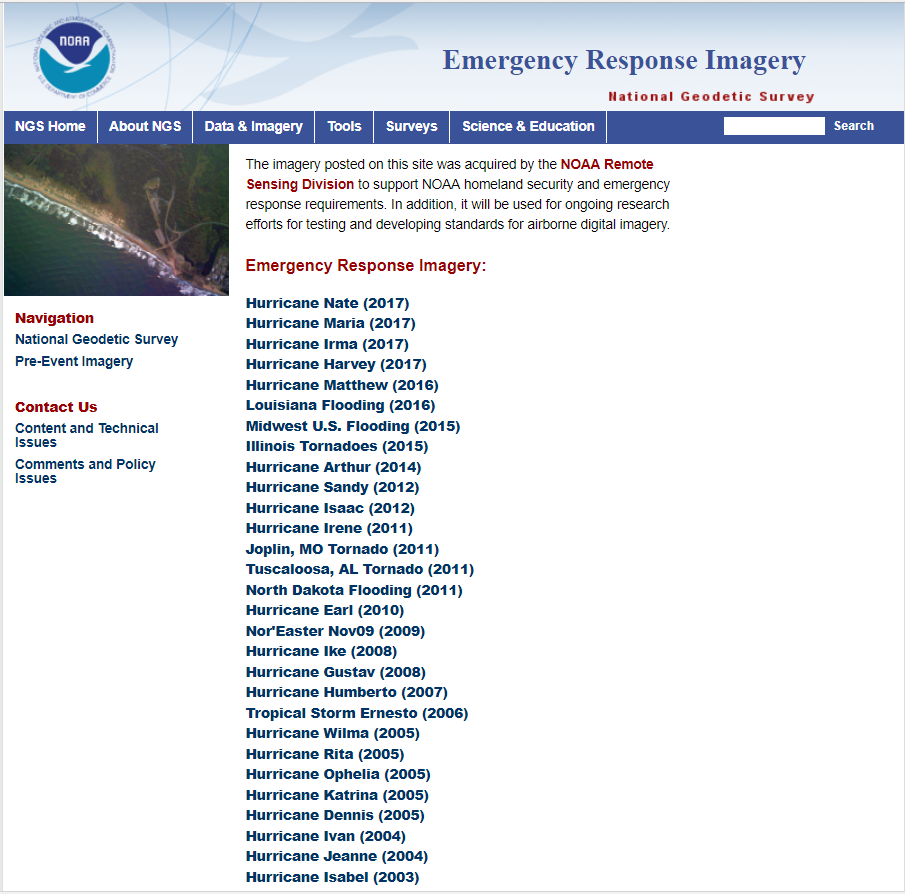 NOAA
Emergency Response Imagery
National Geodetic Survey
NGS Home About NGS Data & Imagery Tools Surveys Science & Education Search
The imagery posted on this site was acquired by the NOAA Remote
Sensing Division to support NOAA homeland security and emergency
response requirements. In addition, it will be used for ongoing research
efforts for testing and developing standards for airborne digital imagery.
Navigation
National Geodetic Survey
Pre-Event Imagery
Contact Us
Content and Technical
Issues
Comments and Policy
Issues
Emergency Response Imagery:
Hurricane Nate (2017)
Hurricane Maria (2017)
Hurricane Irma (2017)
Hurricane Harvey (2017)
Hurricane Matthew (2016)
Louisiana Flooding (2016)
Midwest U.S. Flooding (2015)
Illinois Tornadoes (2015)
Hurricane Arthur (2014)
Hurricane Sandy (2012)
Hurricane Isaac (2012)
Hurricane Irene (2011)
Joplin, MO Tornado (2011)
Tuscaloosa, AL Tornado (2011)
North Dakota Flooding (2011)
Hurricane Earl (2010)
Nor'Easter Nov09 (2009)
Hurricane Ike (2008)
Hurricane Gustav (2008)
Hurricane Humberto (2007)
Tropical Storm Ernesto (2006)
Hurricane Wilma (2005)
Hurricane Rita (2005)
Hurricane Ophelia (2005)
Hurricane Katrina (2005)
Hurricane Dennis (2005)
Hurricane Ivan (2004)
Hurricane Jeanne (2004)
Hurricane Isabel (2003)